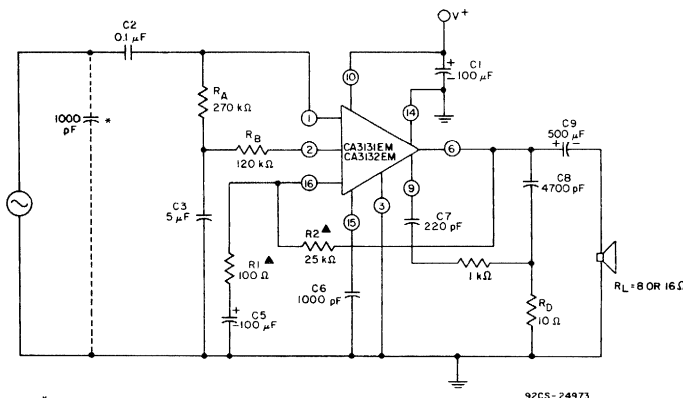 V+
C2
0.1 µF
C1
100 µF
+
-
10
14
RA
270 kΩ
1000
pF
*
1
RB
120 kΩ
2
CA3131EM
CA3132EM
6
C9
500 µF
+ -
16
9
C8
4700 pF
3
15
C7
220 pF
C3
5 µF
R2 ▲
25 kΩ
R1 ▲
100 Ω
1 kΩ
C6
1000 pF
C5
100 µF
+
-
RD
10 Ω
RL = 8 OR 16 Ω
*
92CS-24973